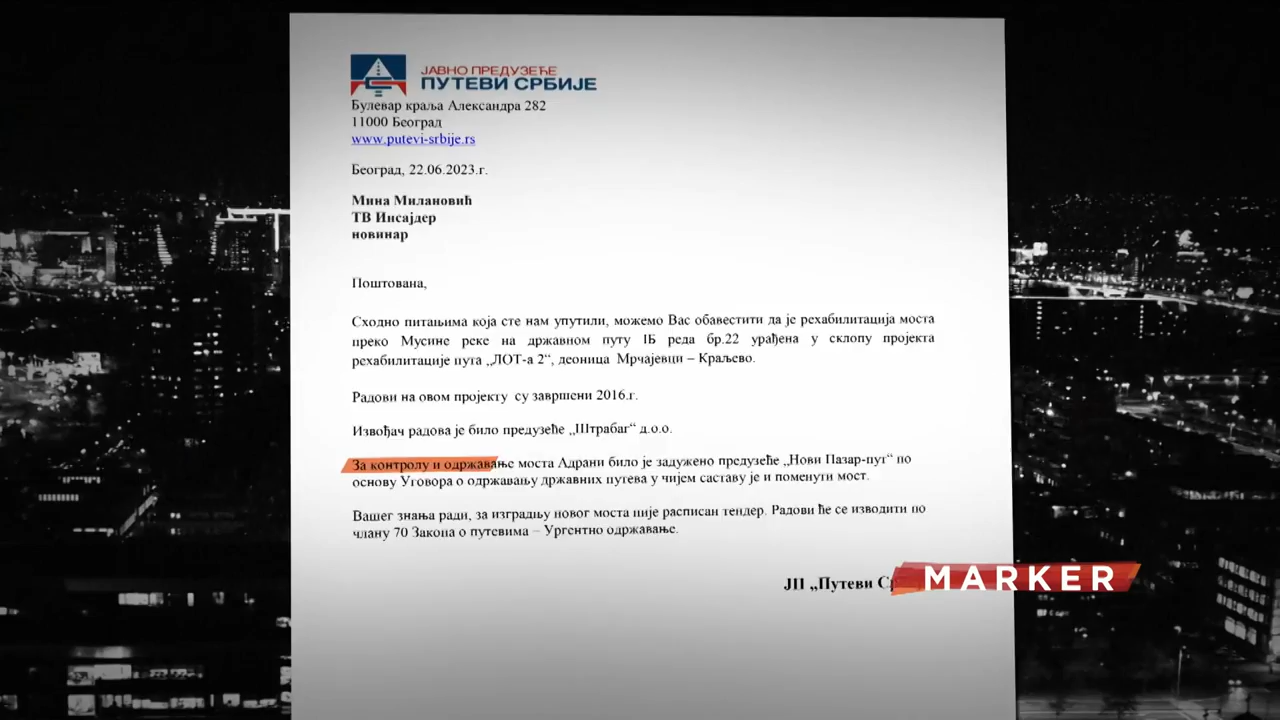 ЈАВНО ПРЕДУЗЕЋЕ
ПУТЕВИ СРБИЈЕ
Булевар краља Александра 282
11000 Београд
www.putevi-srbije.rs
Београд, 22.06.2023.г.
Мина Милановић
ТВ Инсајдер
новинар
Поштована,
Сходно питањима која сте нам упутили, можемо Вас обавестити да је рехабилитација моста
преко Мусине реке на државном путу IБ реда бр.22 урађена у склопу пројекта
рехабилитације пута „ЛОТ-а 2“, деоница Мрчајевци – Краљево.
Радови на овом пројекту су завршени 2016.г.
Извођач радова је било предузеће „Штрабаг“ д.о.о.
За контролу и одржавање моста Адрани било је задужено предузеће „Нови Пазар-пут“ по
основу Уговора о одржавању државних путева у чијем саставу је и поменути мост.
Вашег знања ради, за изградњу новог моста није расписан тендер. Радови ће се изводити по
члану 70 Закона о путевима – Ургентно одржавање.
ЈП „Путеви
MARKER